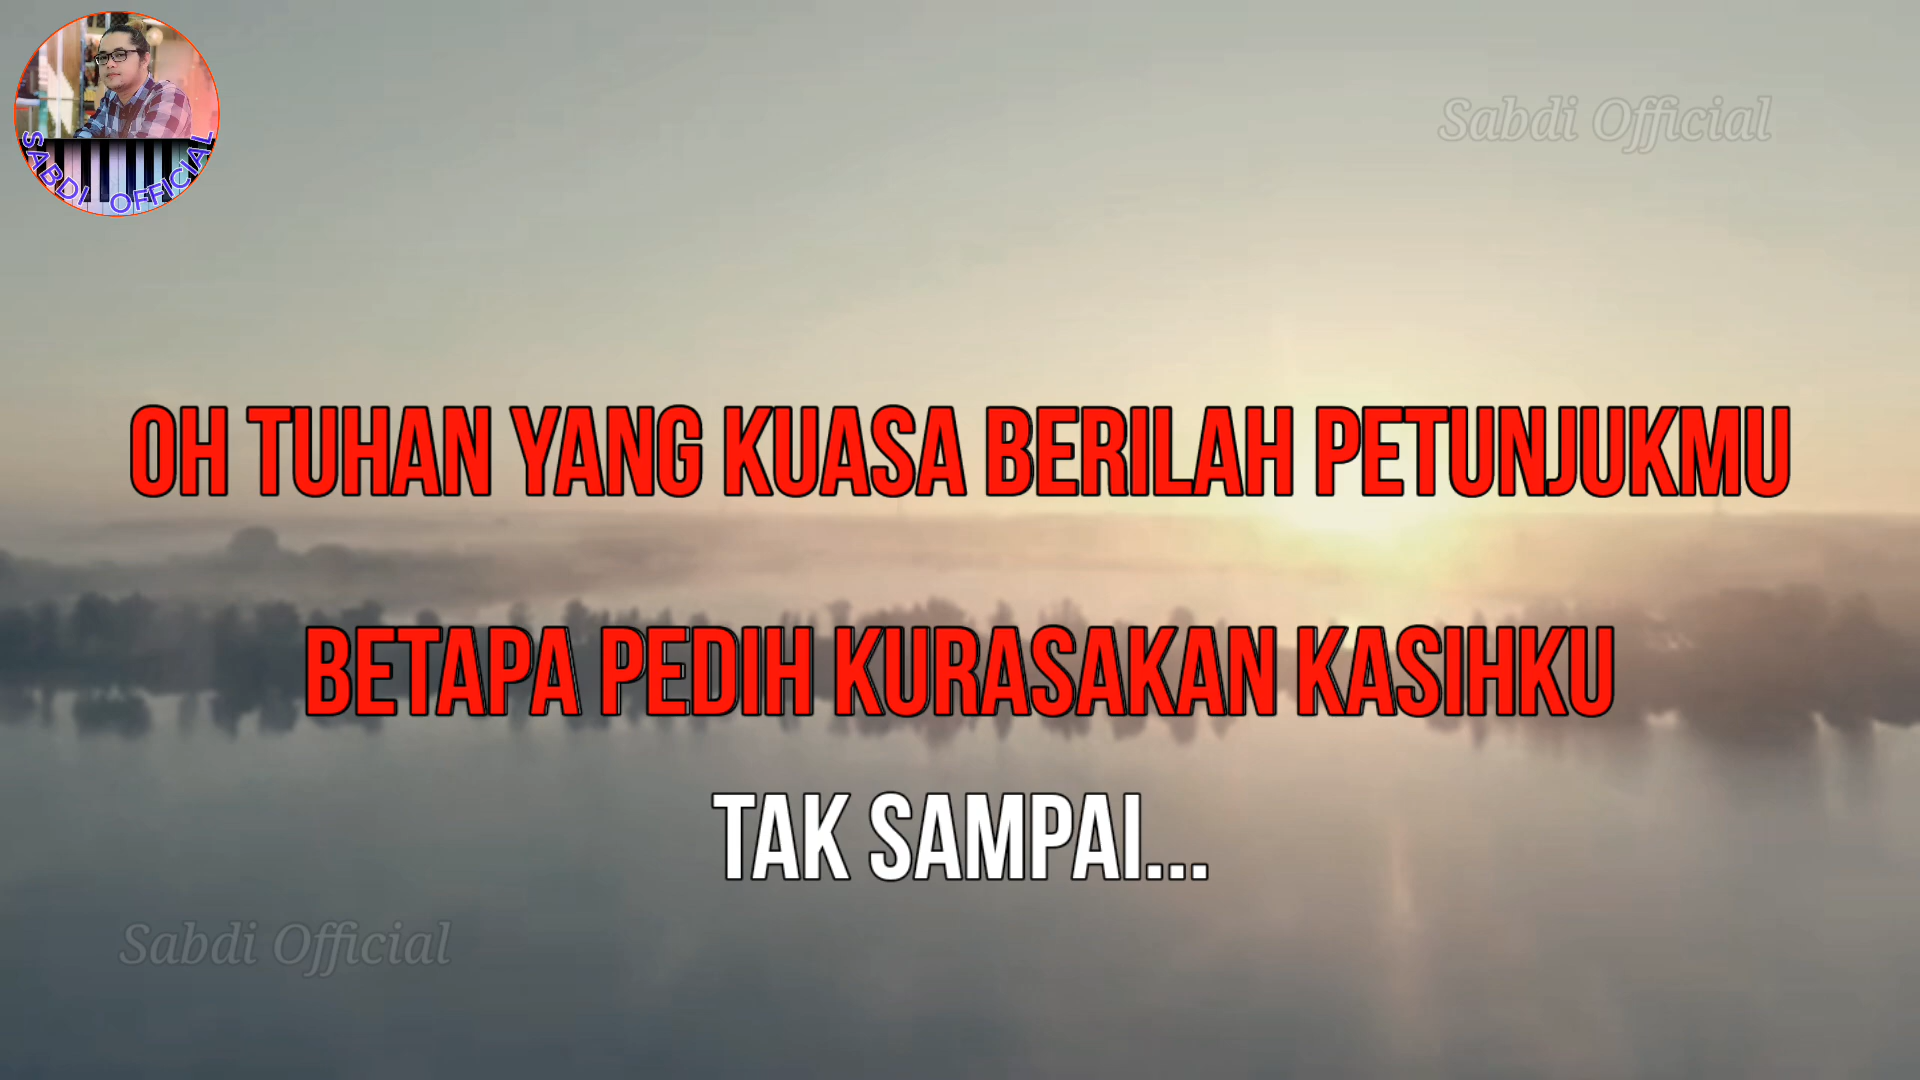 SABDI OFFICIAL
Sabdi Official
OH TUHAN YANG KUASA BERILAH PETUNJUKMU
BETAPA PEDIH KURASAKAN KASIHKU
TAK SAMPAI...
Sabdi Official